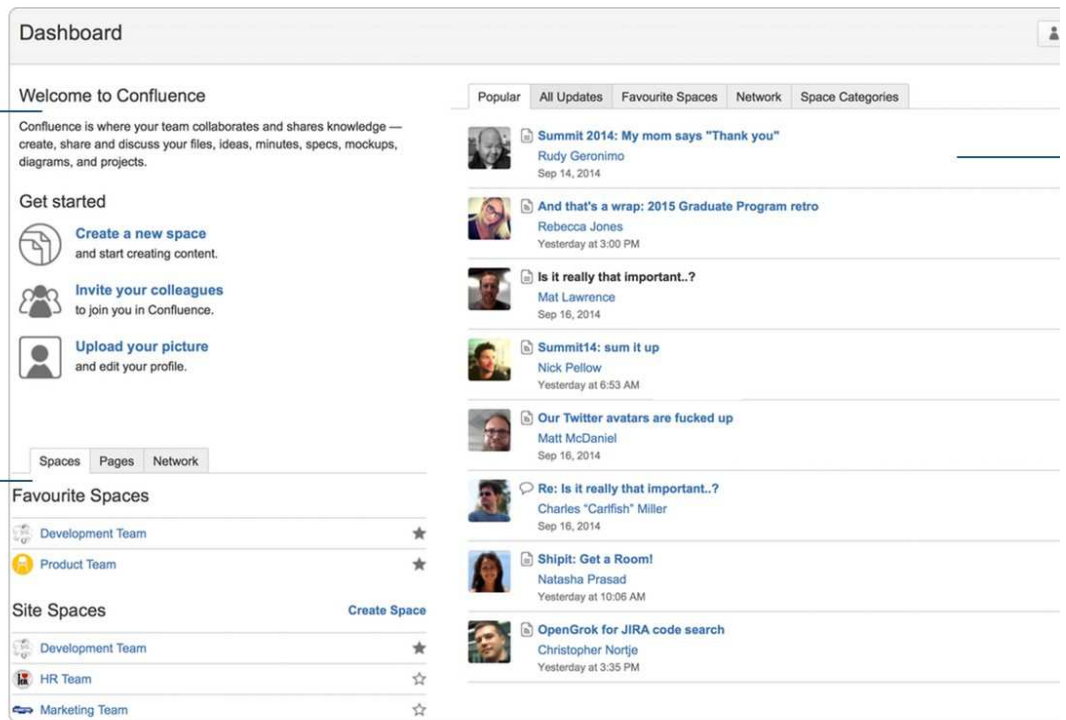 Dashboard
Welcome to Confluence
Confluence is where your team collaborates and shares knowledge —
create, share and discuss your files, ideas, minutes, specs, mockups,
diagrams, and projects.
Get started
Create a new space
and start creating content.
Invite your colleagues
to join you in Confluence.
Upload your picture
and edit your profile.
Spaces Pages Network
Favourite Spaces
Development Team
Product Team
Site Spaces Create Space
Development Team
HR Team
Marketing Team
Popular All Updates Favourite Spaces Network Space Categories
Summit 2014: My mom says "Thank you"
Rudy Geronimo
Sep 14, 2014
And that's a wrap: 2015 Graduate Program retro
Rebecca Jones
Yesterday at 3:00 PM
Is it really that important..?
Mat Lawrence
Sep 16, 2014
Summit14: sum it up
Nick Pellow
Yesterday at 6:53 AM
Our Twitter avatars are fucked up
Matt McDaniel
Sep 16, 2014
Re: Is it really that important..?
Charles "Carlfish" Miller
Sep 16, 2014
Shipit: Get a Room!
Natasha Prasad
Yesterday at 10:06 AM
OpenGrok for JIRA code search
Christopher Nortje
Yesterday at 3:35 PM